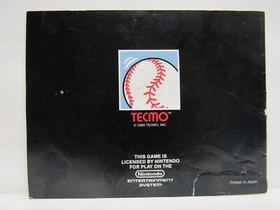 TECMO™
© 1988 TECMO, INC.
THIS GAME IS
LICENSED BY NINTENDO
FOR PLAY ON THE
Nintendo
ENTERTAINMENT
SYSTEM
Printed in Japan